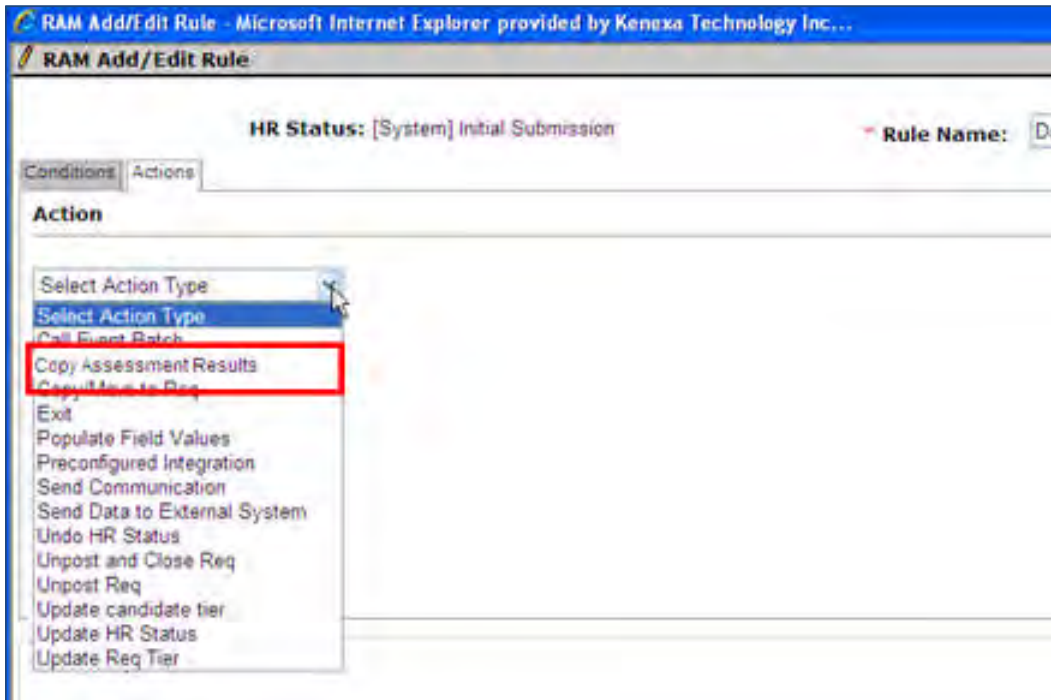 RAM Add/Edit Rule - Microsoft Internet Explorer provided by Kenexa Technology Inc...
RAM Add/Edit Rule
HR Status: [System] Initial Submission * Rule Name: Da
Conditions Actions
Action
Select Action Type
Select Action Type
Call Event Batch
Copy Assessment Results
Copy/Move to Req
Exit
Populate Field Values
Preconfigured Integration
Send Communication
Send Data to External System
Undo HR Status
Unpost and Close Req
Unpost Req
Update candidate tier
Update HR Status
Update Req Tier